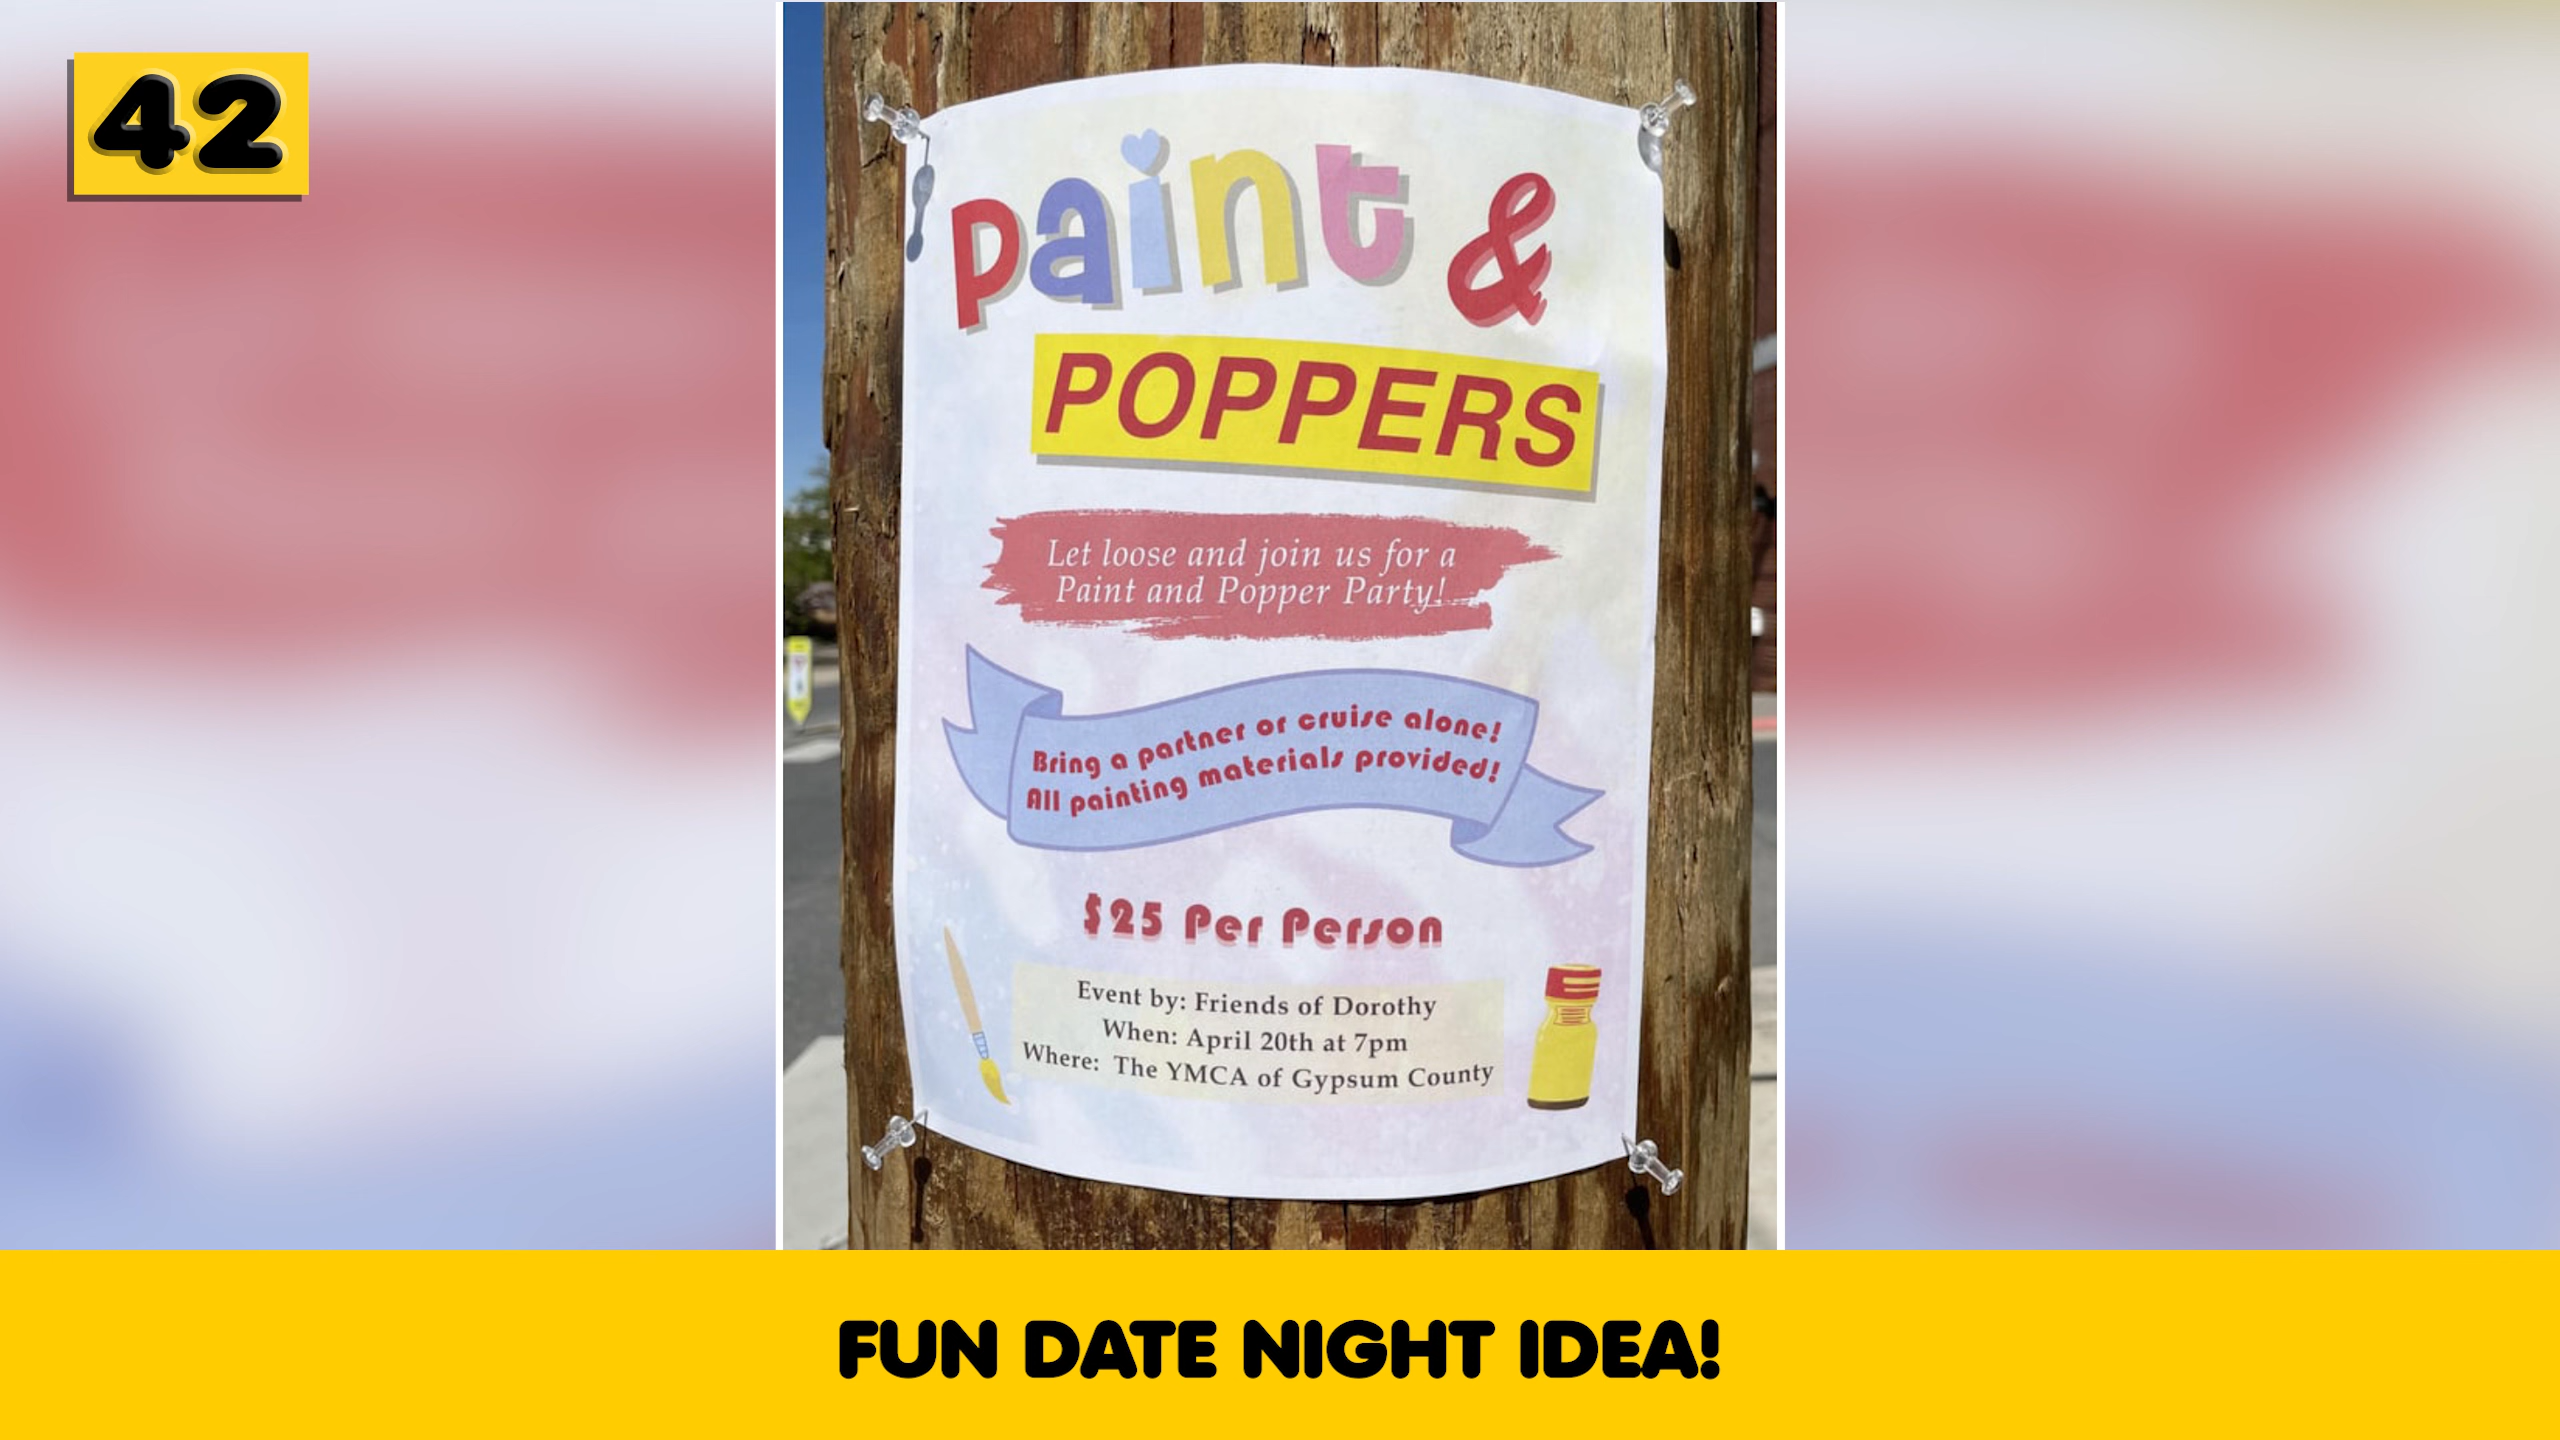 42
Paint &
POPPERS
Let loose and join us for a
Paint and Popper Party!
Bring a partner or cruise alone!
All painting materials provided!
$25 Per Person
Event by: Friends of Dorothy
When: April 20th at 7pm
Where: The YMCA of Gypsum County
FUN DATE NIGHT IDEA!